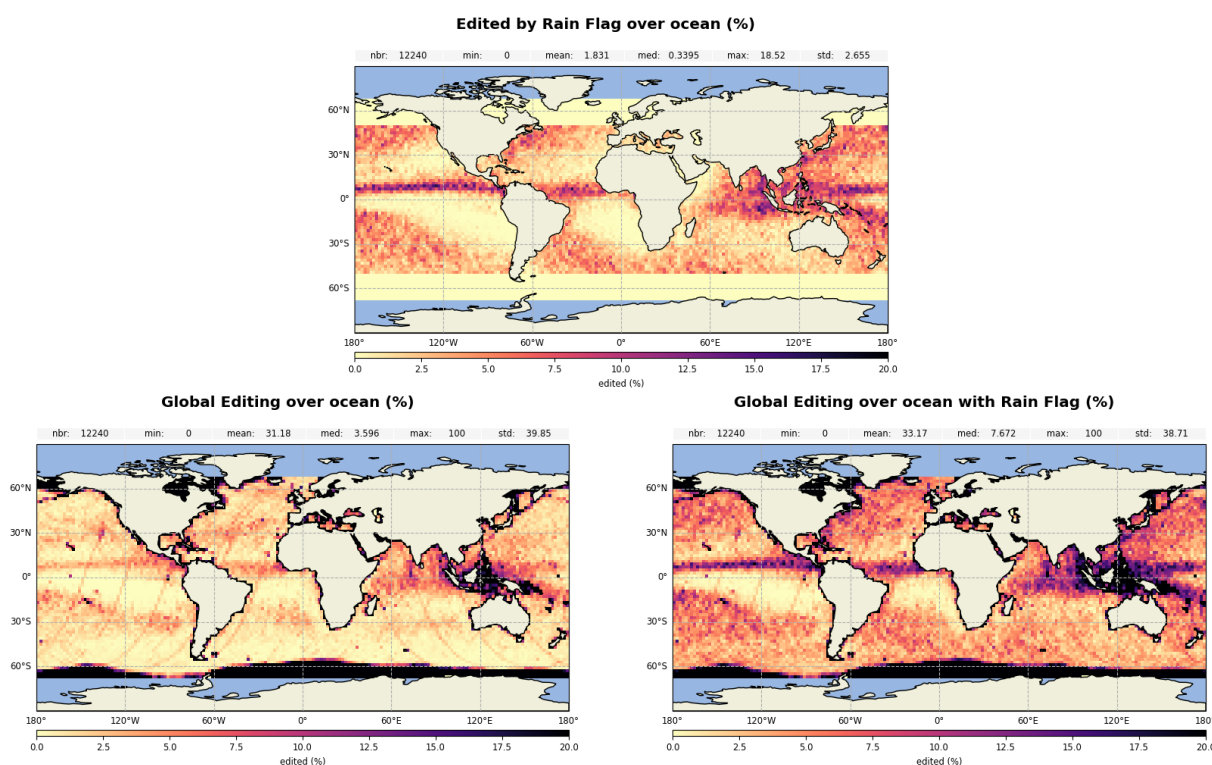 Edited by Rain Flag over ocean (%)
nbr: 12240 min: 0 mean: 1.831 med: 0.3395 max: 18.52 std: 2.655
60°N
30°N
0°
30°S
60°S
180° 120°W 60°W 0° 60°E 120°E 180°
0.0 2.5 5.0 7.5 10.0 12.5 15.0 17.5 20.0
edited (%)
Global Editing over ocean (%)
nbr: 12240 min: 0 mean: 31.18 med: 3.596 max: 100 std: 39.85
60°N
30°N
0°
30°S
60°S
180° 120°W 60°W 0° 60°E 120°E 180°
0.0 2.5 5.0 7.5 10.0 12.5 15.0 17.5 20.0
edited (%)
Global Editing over ocean with Rain Flag (%)
nbr: 12240 min: 0 mean: 33.17 med: 7.672 max: 100 std: 38.71
60°N
30°N
0°
30°S
60°S
180° 120°W 60°W 0° 60°E 120°E 180°
0.0 2.5 5.0 7.5 10.0 12.5 15.0 17.5 20.0
edited (%)